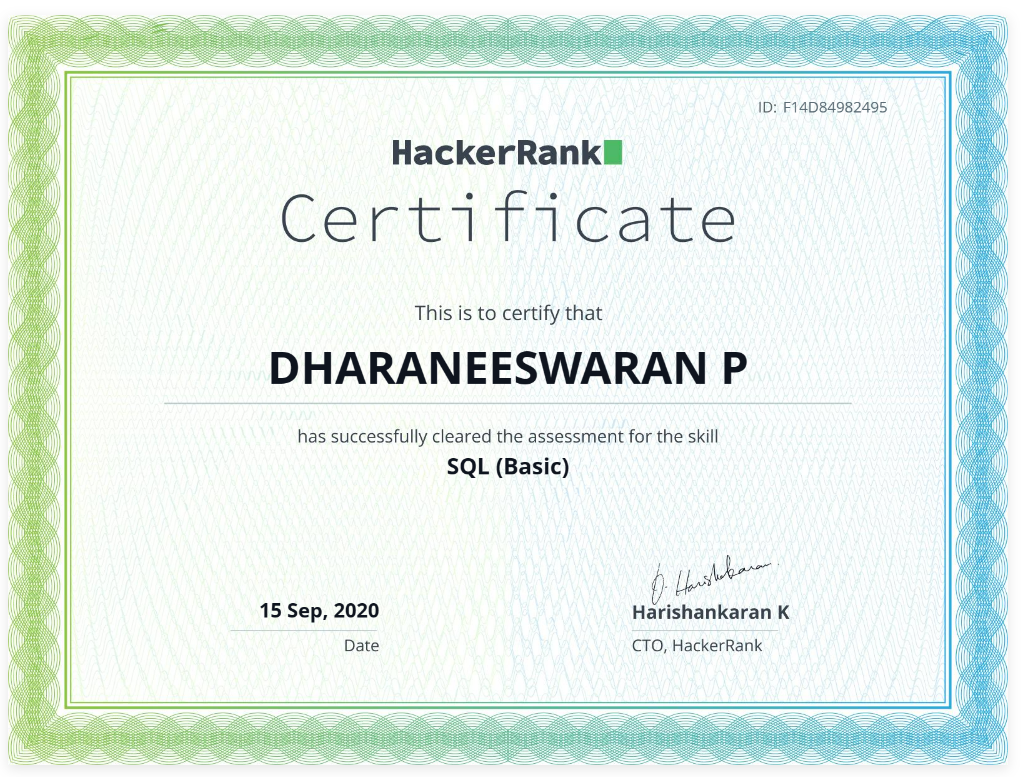 ID: F14D84982495
HackerRank
Certificate
This is to certify that
DHARANEESWARAN P
has successfully cleared the assessment for the skill
SQL (Basic)
15 Sep, 2020
Date
Harishankaran K
CTO, HackerRank